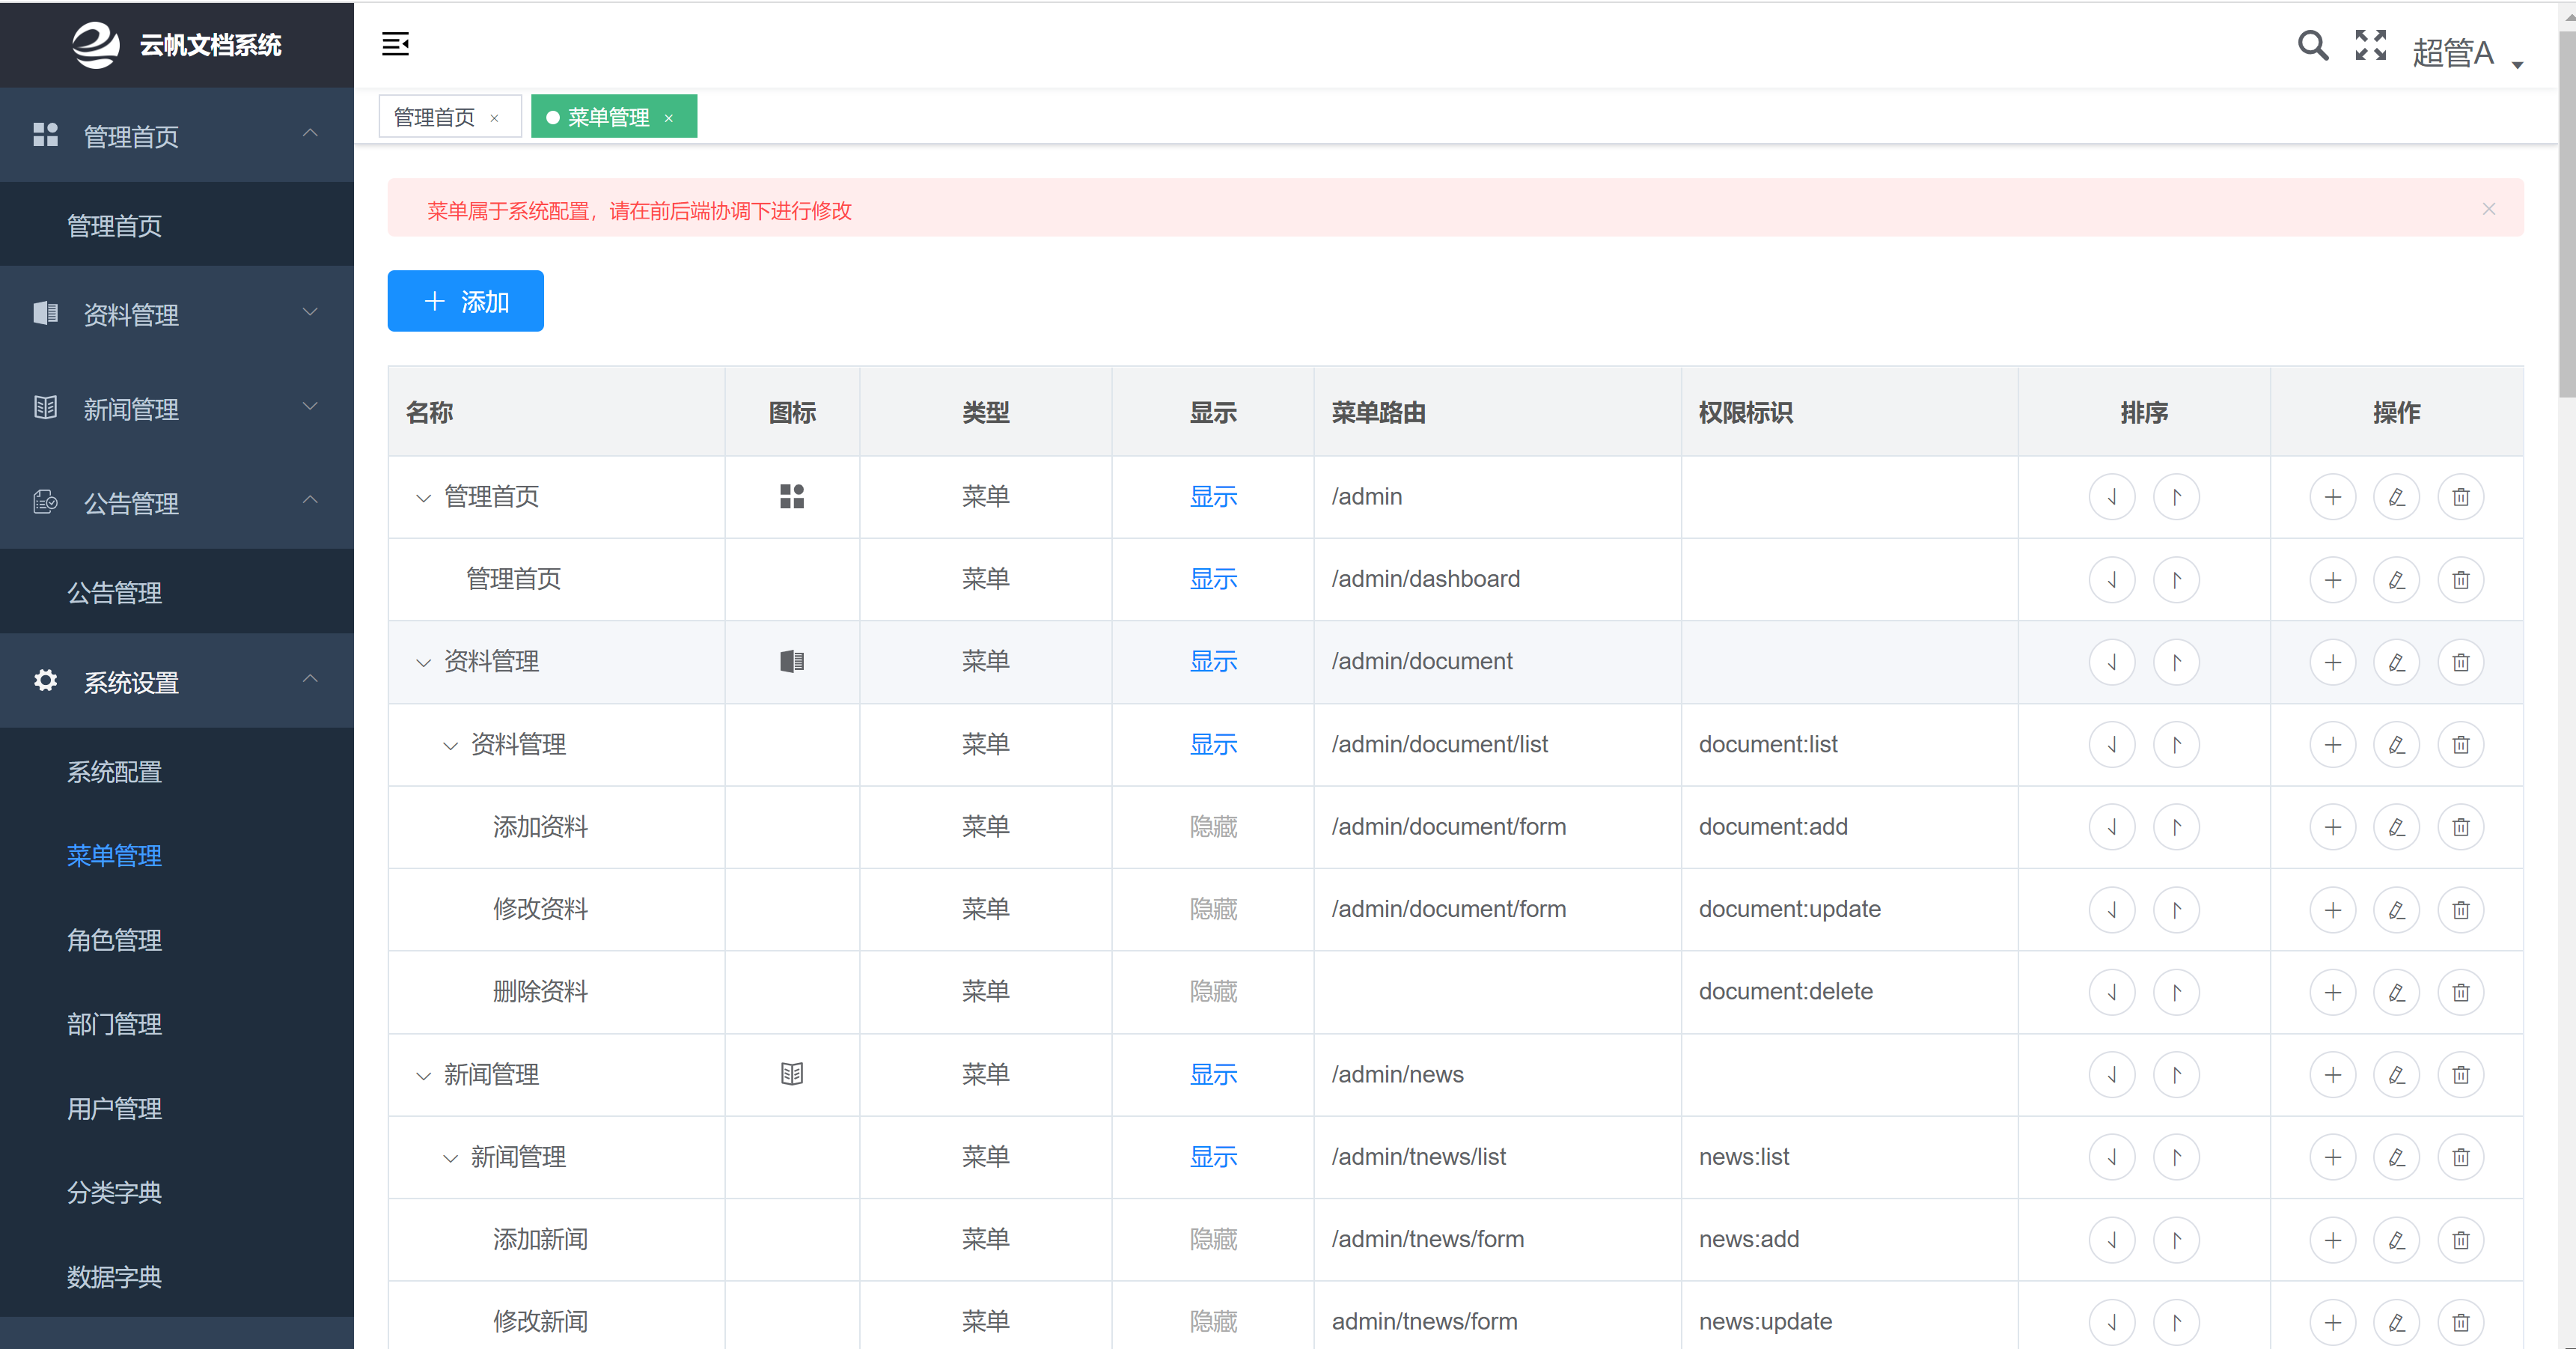 云帆文档系统
管理首页
管理首页
资料管理
新闻管理
公告管理
公告管理
系统设置
系统配置
菜单管理
角色管理
部门管理
用户管理
分类字典
数据字典
超管A
管理首页 × 菜单管理 ×
菜单属于系统配置，请在前后端协调下进行修改
添加
名称 图标 类型 显示 菜单路由 权限标识 排序 操作
管理首页 菜单 显示 /admin
管理首页 菜单 显示 /admin/dashboard
资料管理 菜单 显示 /admin/document
资料管理 菜单 显示 /admin/document/list document:list
添加资料 菜单 隐藏 /admin/document/form document:add
修改资料 菜单 隐藏 /admin/document/form document:update
删除资料 菜单 隐藏 document:delete
新闻管理 菜单 显示 /admin/news
新闻管理 菜单 显示 /admin/tnews/list news:list
添加新闻 菜单 隐藏 /admin/tnews/form news:add
修改新闻 菜单 隐藏 admin/tnews/form news:update